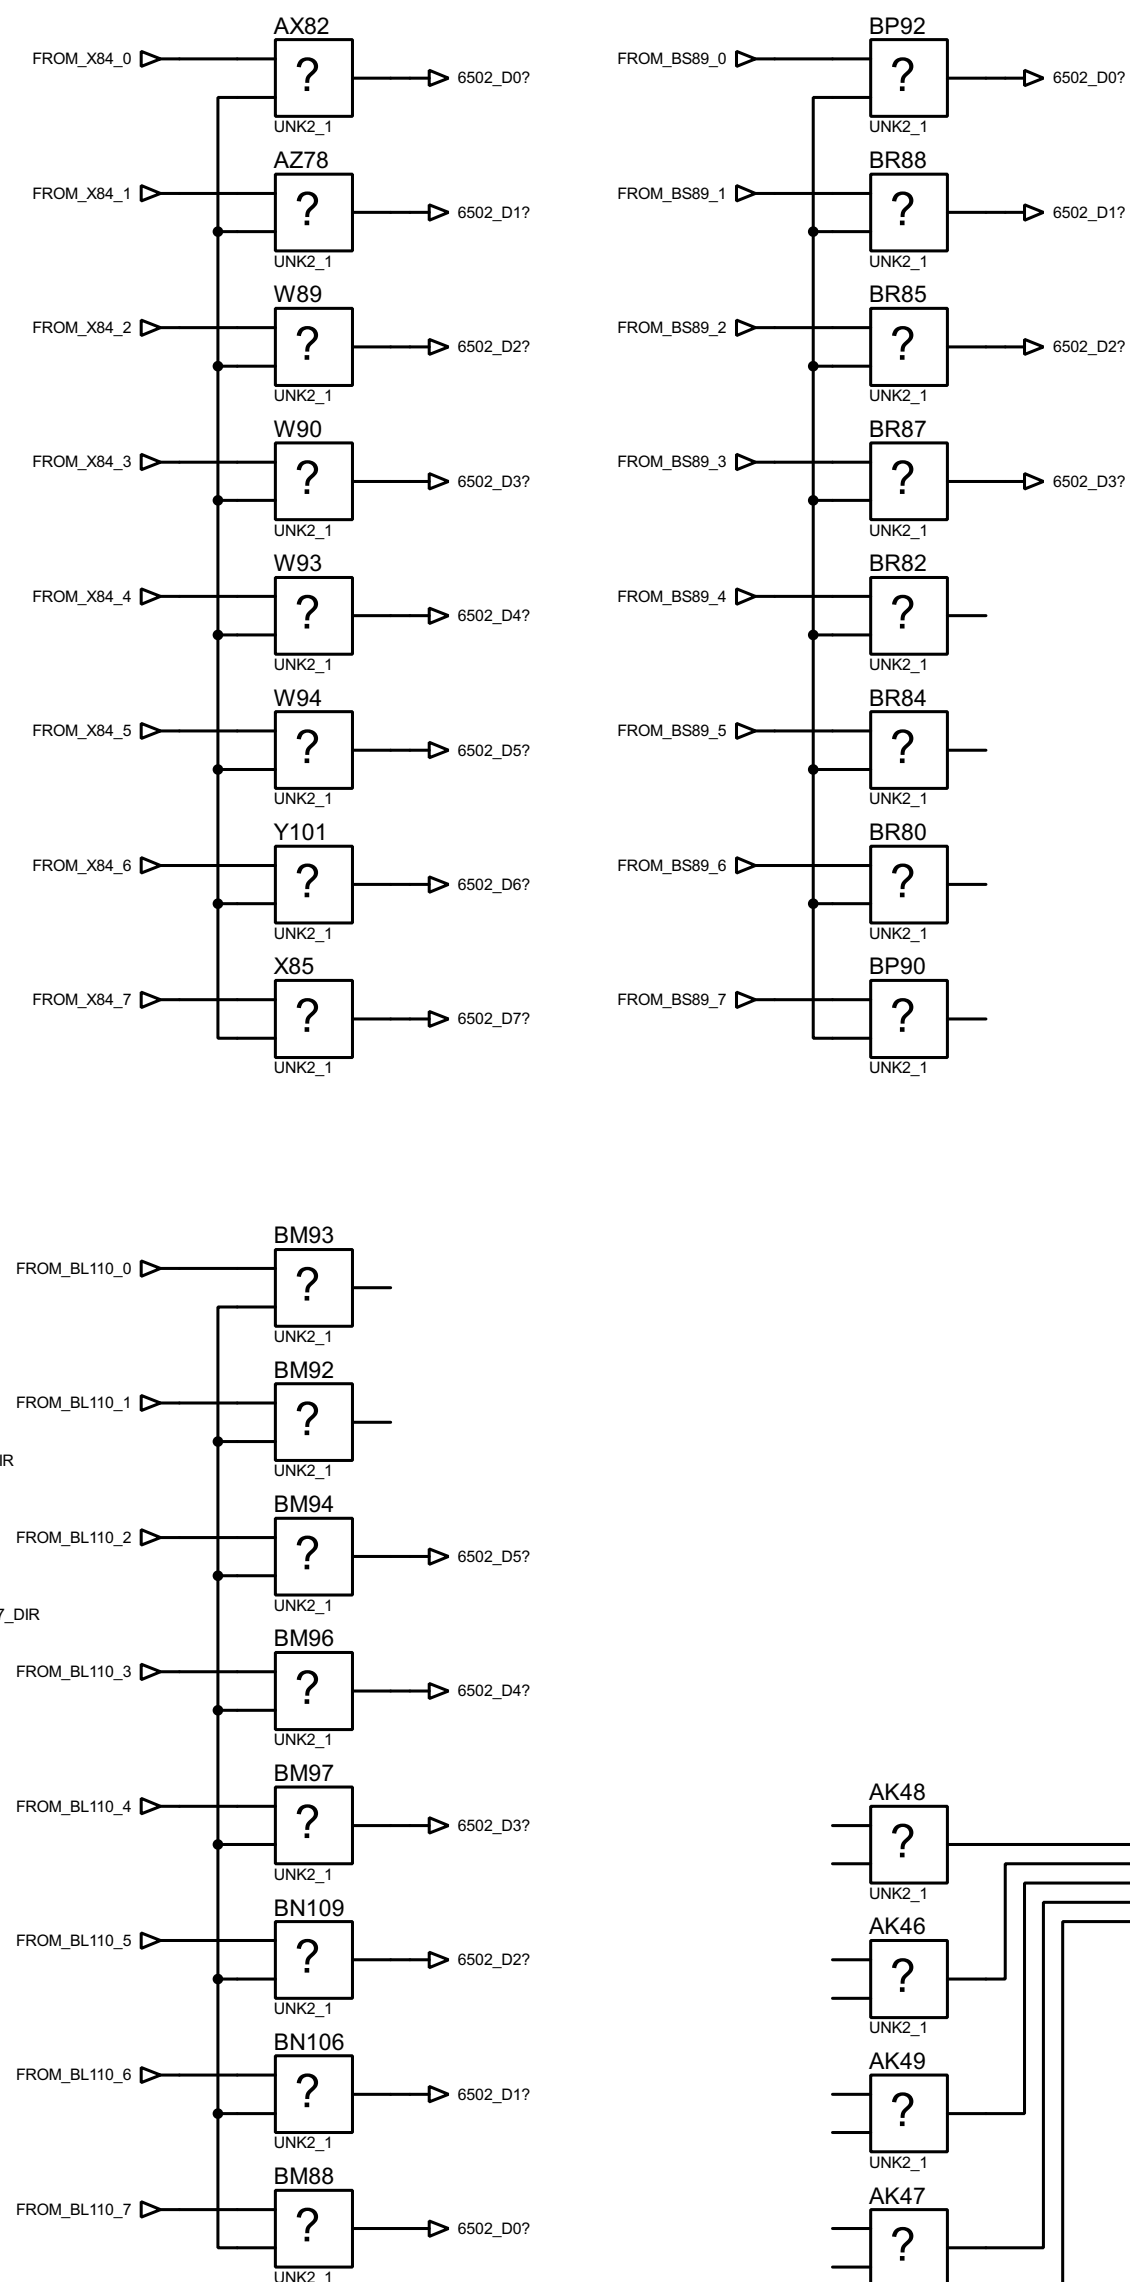 AX82
FROM_X84_0
?
6502_D0?
UNK2_1
AZ78
FROM_X84_1
?
6502_D1?
UNK2_1
W89
FROM_X84_2
?
6502_D2?
UNK2_1
W90
FROM_X84_3
?
6502_D3?
UNK2_1
W93
FROM_X84_4
?
6502_D4?
UNK2_1
W94
FROM_X84_5
?
6502_D5?
UNK2_1
Y101
FROM_X84_6
?
6502_D6?
UNK2_1
X85
FROM_X84_7
?
6502_D7?
UNK2_1
BP92
FROM_BS89_0
?
6502_D0?
UNK2_1
BR88
FROM_BS89_1
?
6502_D1?
UNK2_1
BR85
FROM_BS89_2
?
6502_D2?
UNK2_1
BR87
FROM_BS89_3
?
6502_D3?
UNK2_1
BR82
FROM_BS89_4
?
UNK2_1
BR84
FROM_BS89_5
?
UNK2_1
BR80
FROM_BS89_6
?
UNK2_1
BP90
FROM_BS89_7
?
UNK2_1
BM93
FROM_BL110_0
?
UNK2_1
BM92
FROM_BL110_1
?
IR
UNK2_1
BM94
FROM_BL110_2
?
6502_D5?
UNK2_1
7_DIR
BM96
FROM_BL110_3
?
6502_D4?
UNK2_1
BM97
FROM_BL110_4
?
6502_D3?
UNK2_1
BN109
FROM_BL110_5
?
6502_D2?
UNK2_1
BN106
FROM_BL110_6
?
6502_D1?
UNK2_1
BM88
FROM_BL110_7
?
6502_D0?
UNK2_1
AK48
?
UNK2_1
AK46
?
UNK2_1
AK49
?
UNK2_1
AK47
?